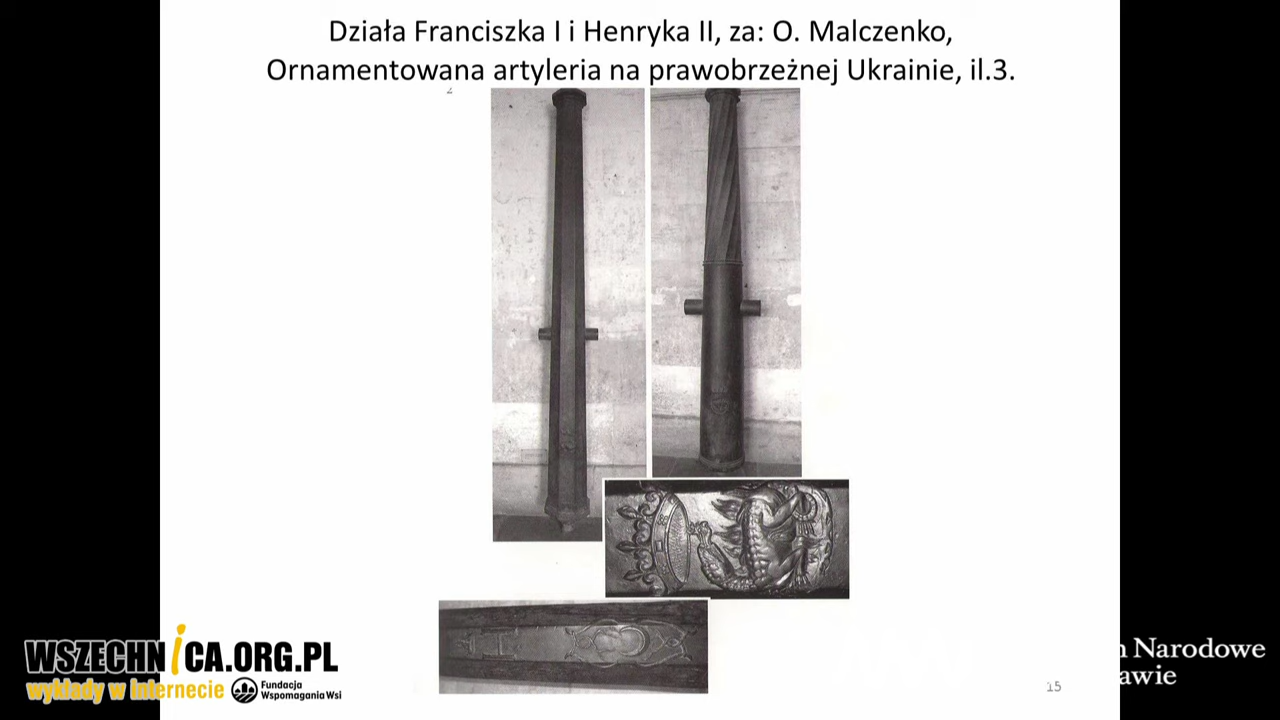 Działa Franciszka I i Henryka II, za: O. Malczenko,
Ornamentowana artyleria na prawobrzeżnej Ukrainie, il.3.
2
WSZECHNiCA.ORG.PL
wykłady w Internecie
Fundacja
Wspomagania Wsi
Narodowe
15